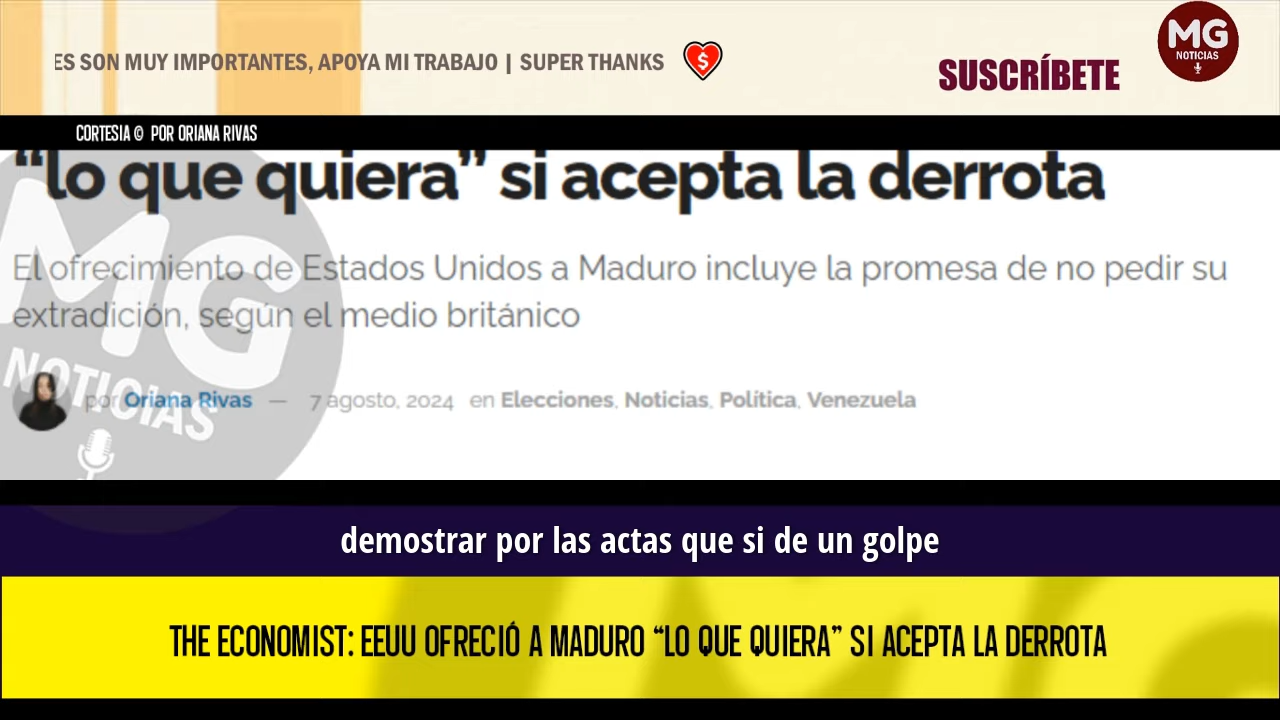 ES SON MUY IMPORTANTES, APOYA MI TRABAJO | SUPER THANKS
SUSCRÍBETE
MG
NOTICIAS
CORTESIA © POR ORIANA RIVAS
“lo que quiera” si acepta la derrota
El ofrecimiento de Estados Unidos a Maduro incluye la promesa de no pedir su
extradición, según el medio británico
MG
NOTICIAS
por Oriana Rivas — 7 agosto, 2024 en Elecciones, Noticias, Política, Venezuela
demostrar por las actas que si de un golpe
THE ECONOMIST: EEUU OFRECIÓ A MADURO “LO QUE QUIERA” SI ACEPTA LA DERROTA